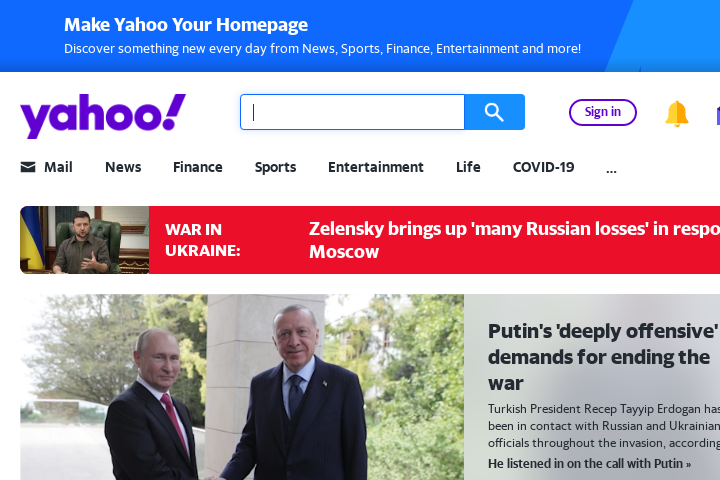 Make Yahoo Your Homepage
Discover something new every day from News, Sports, Finance, Entertainment and more!
yahoo!
Sign in
Mail News Finance Sports Entertainment Life COVID-19 ...
WAR IN
UKRAINE:
Zelensky brings up 'many Russian losses' in
Moscow
Putin's 'deeply offensive'
demands for ending the
war
Turkish President Recep Tayyip Erdogan has
been in contact with Russian and Ukrainian
officials throughout the invasion, according
He listened in on the call with Putin »